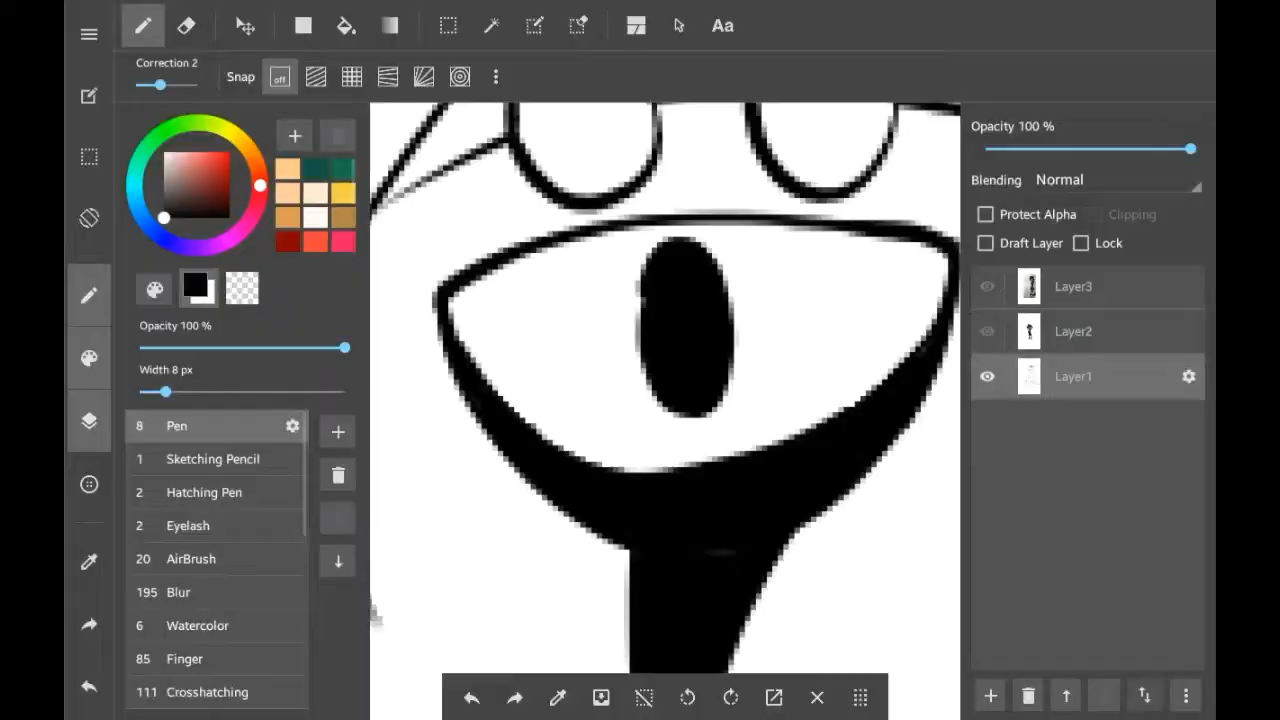 Aa
Correction 2
Snap
off
Opacity 100 %
Blending Normal
Protect Alpha
Clipping
Draft Layer
Lock
Layer3
Layer2
Layer1
Opacity 100 %
Width 8 px
8 Pen
1 Sketching Pencil
2 Hatching Pen
2 Eyelash
20 AirBrush
195 Blur
6 Watercolor
85 Finger
111 Crosshatching